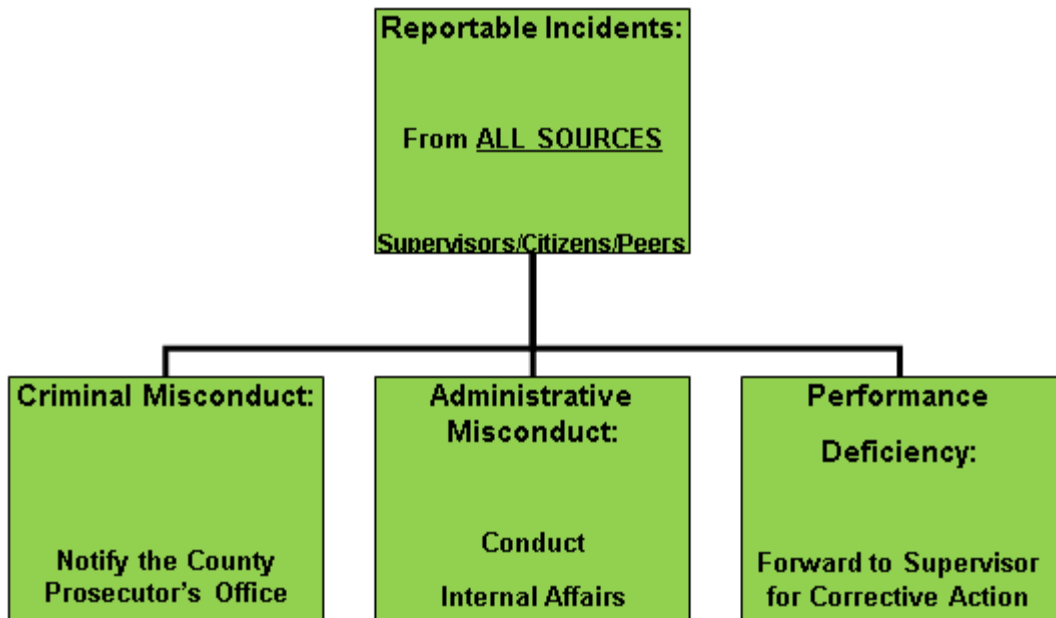 Reportable Incidents:
From ALL SOURCES
Supervisors/Citizens/Peers
Criminal Misconduct:
Notify the County
Prosecutor's Office
Administrative
Misconduct:
Conduct
Internal Affairs
Performance
Deficiency:
Forward to Supervisor
for Corrective Action